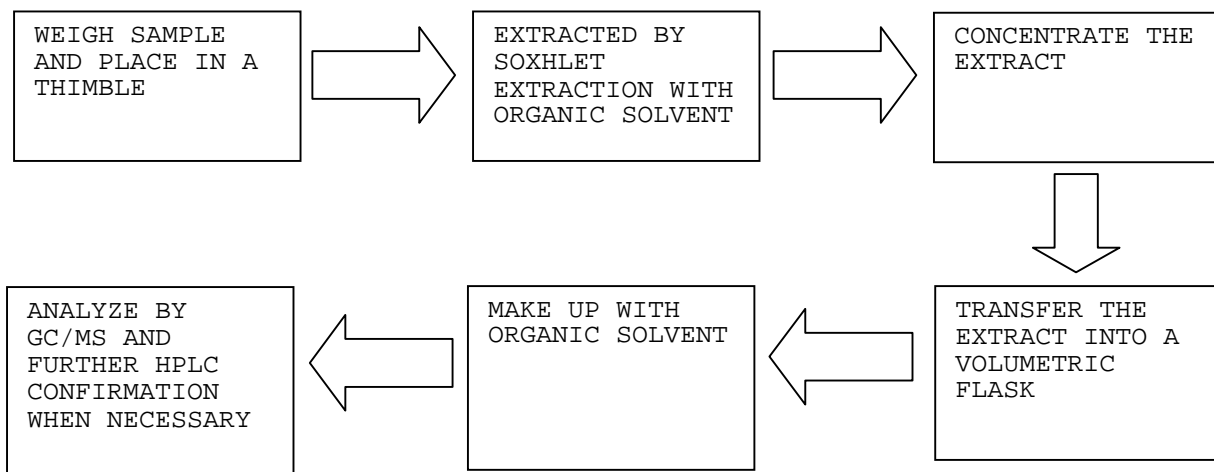 WEIGH SAMPLE
AND PLACE IN A
THIMBLE
EXTRACTED BY
SOXHLET
EXTRACTION WITH
ORGANIC SOLVENT
CONCENTRATE THE
EXTRACT
TRANSFER THE
EXTRACT INTO A
VOLUMETRIC
FLASK
MAKE UP WITH
ORGANIC SOLVENT
ANALYZE BY
GC/MS AND
FURTHER HPLC
CONFIRMATION
WHEN NECESSARY